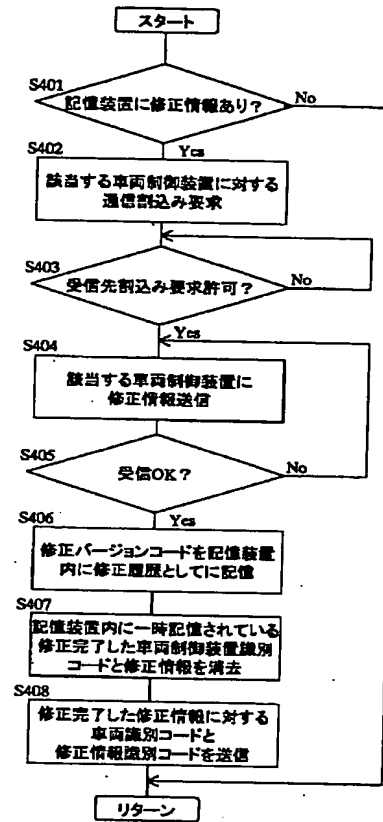 スタート
S401
記憶装置に修正情報あり?
No
Yes
S402
該当する車両制御装置に対する
通信割込み要求
S403
受信先割込み要求許可?
No
Yes
S404
該当する車両制御装置に
修正情報送信
S405
受信OK?
No
Yes
S406
修正バージョンコードを記憶装置
内に修正履歴としてに記憶
S407
記憶装置内に一時記憶されている
修正完了した車両制御装置識別
コードと修正情報を消去
S408
修正完了した修正情報に対する
車両識別コードと
修正情報識別コードを送信
リターン